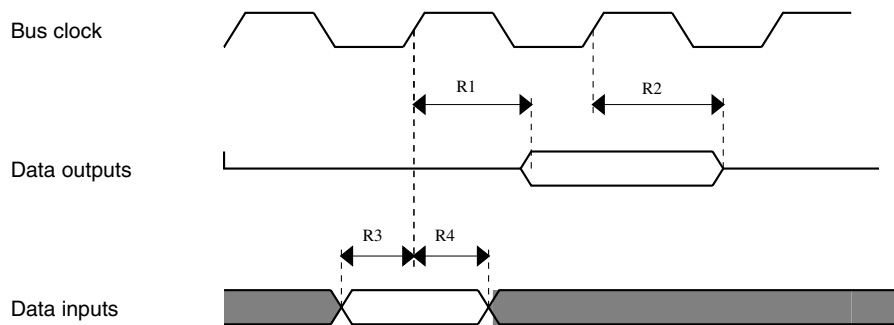 Bus clock
R1
R2
Data outputs
R3
R4
Data inputs